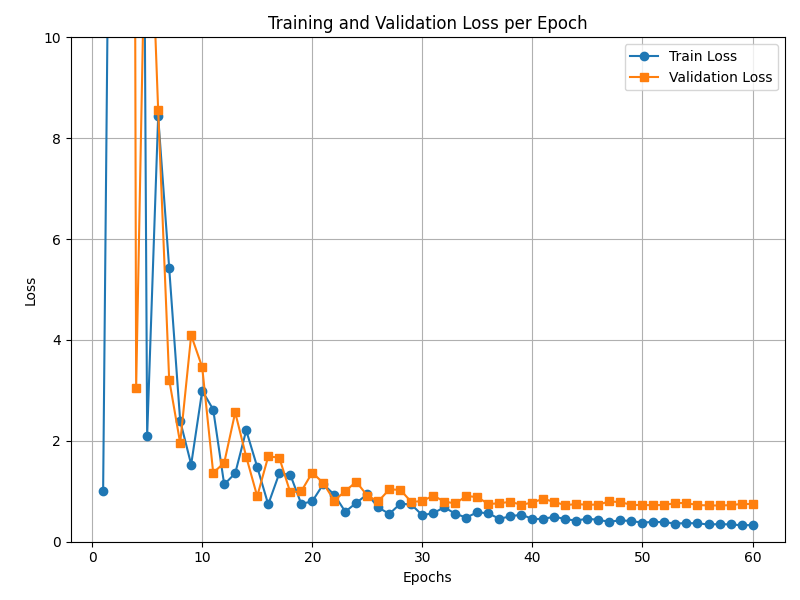 Training and Validation Loss per Epoch
Train Loss
Validation Loss
Loss
10
8
6
4
2
0
0 10 20 30 40 50 60
Epochs